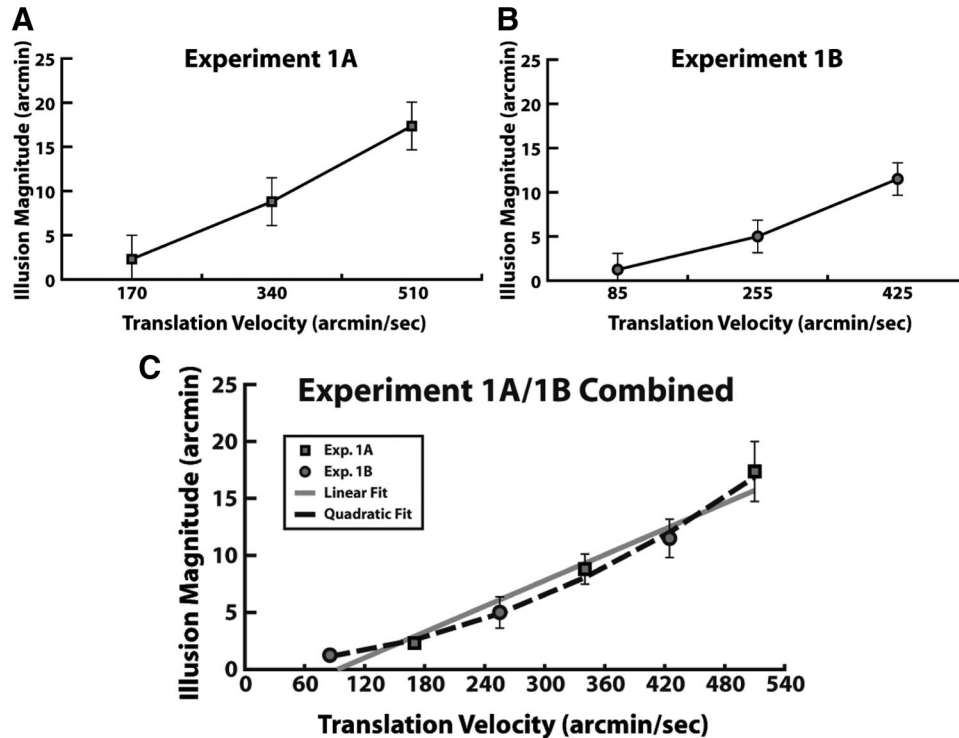 A
Experiment 1A
Illusion Magnitude (arcmin)
25
20
15
10
5
0
170
340
510
Translation Velocity (arcmin/sec)
B
Experiment 1B
Illusion Magnitude (arcmin)
25
20
15
10
5
0
85
255
425
Translation Velocity (arcmin/sec)
C
Experiment 1A/1B Combined
Illusion Magnitude (arcmin)
25
20
15
10
5
0
Exp. 1A
Exp. 1B
Linear Fit
Quadratic Fit
0
60
120
180
240
300
360
420
480
540
Translation Velocity (arcmin/sec)